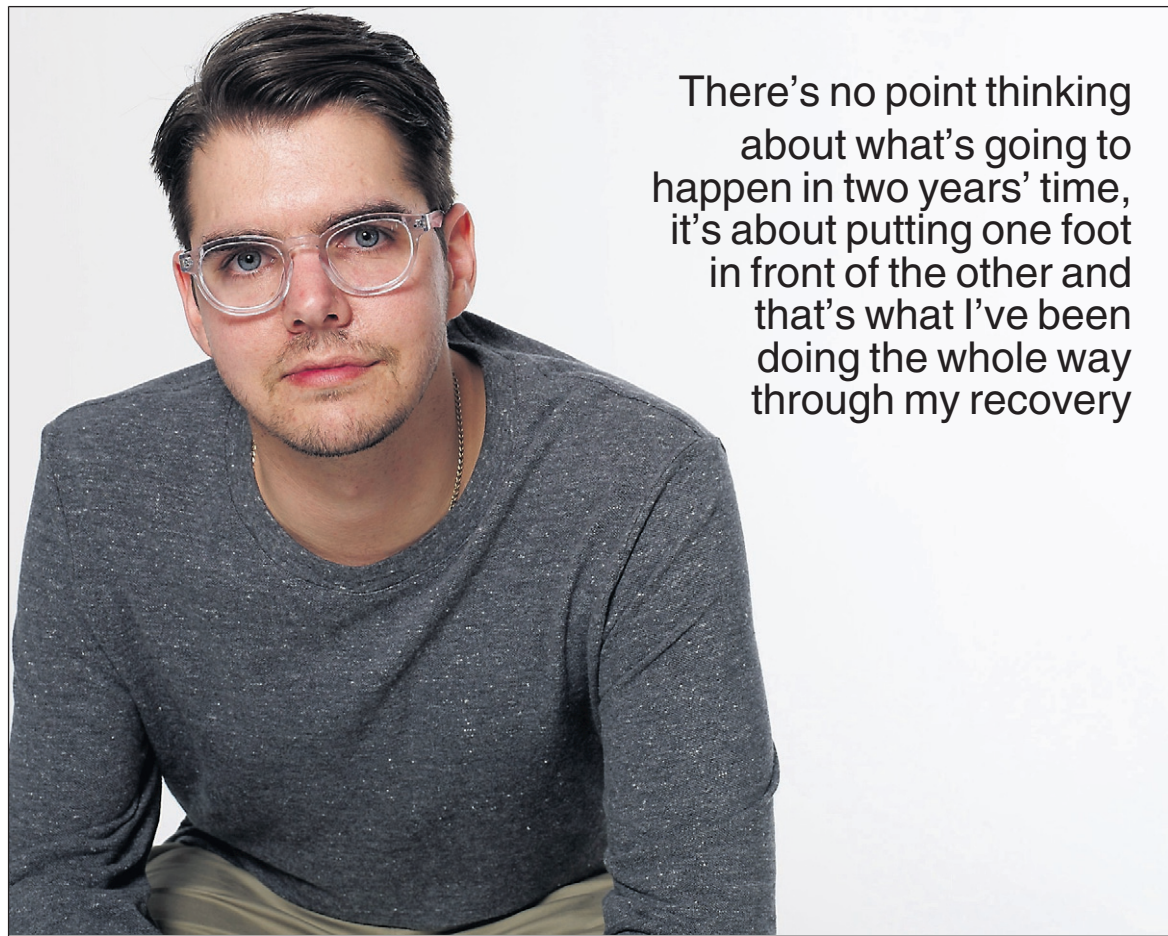 There’s no point thinking
about what’s going to
happen in two years’ time,
it’s about putting one foot
in front of the other and
that’s what I’ve been
doing the whole way
through my recovery